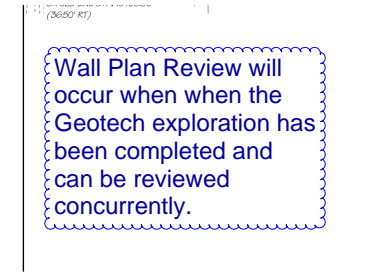 (36.50' RT)
Wall Plan Review will
occur when when the
Geotech exploration has
been completed and
can be reviewed
concurrently.